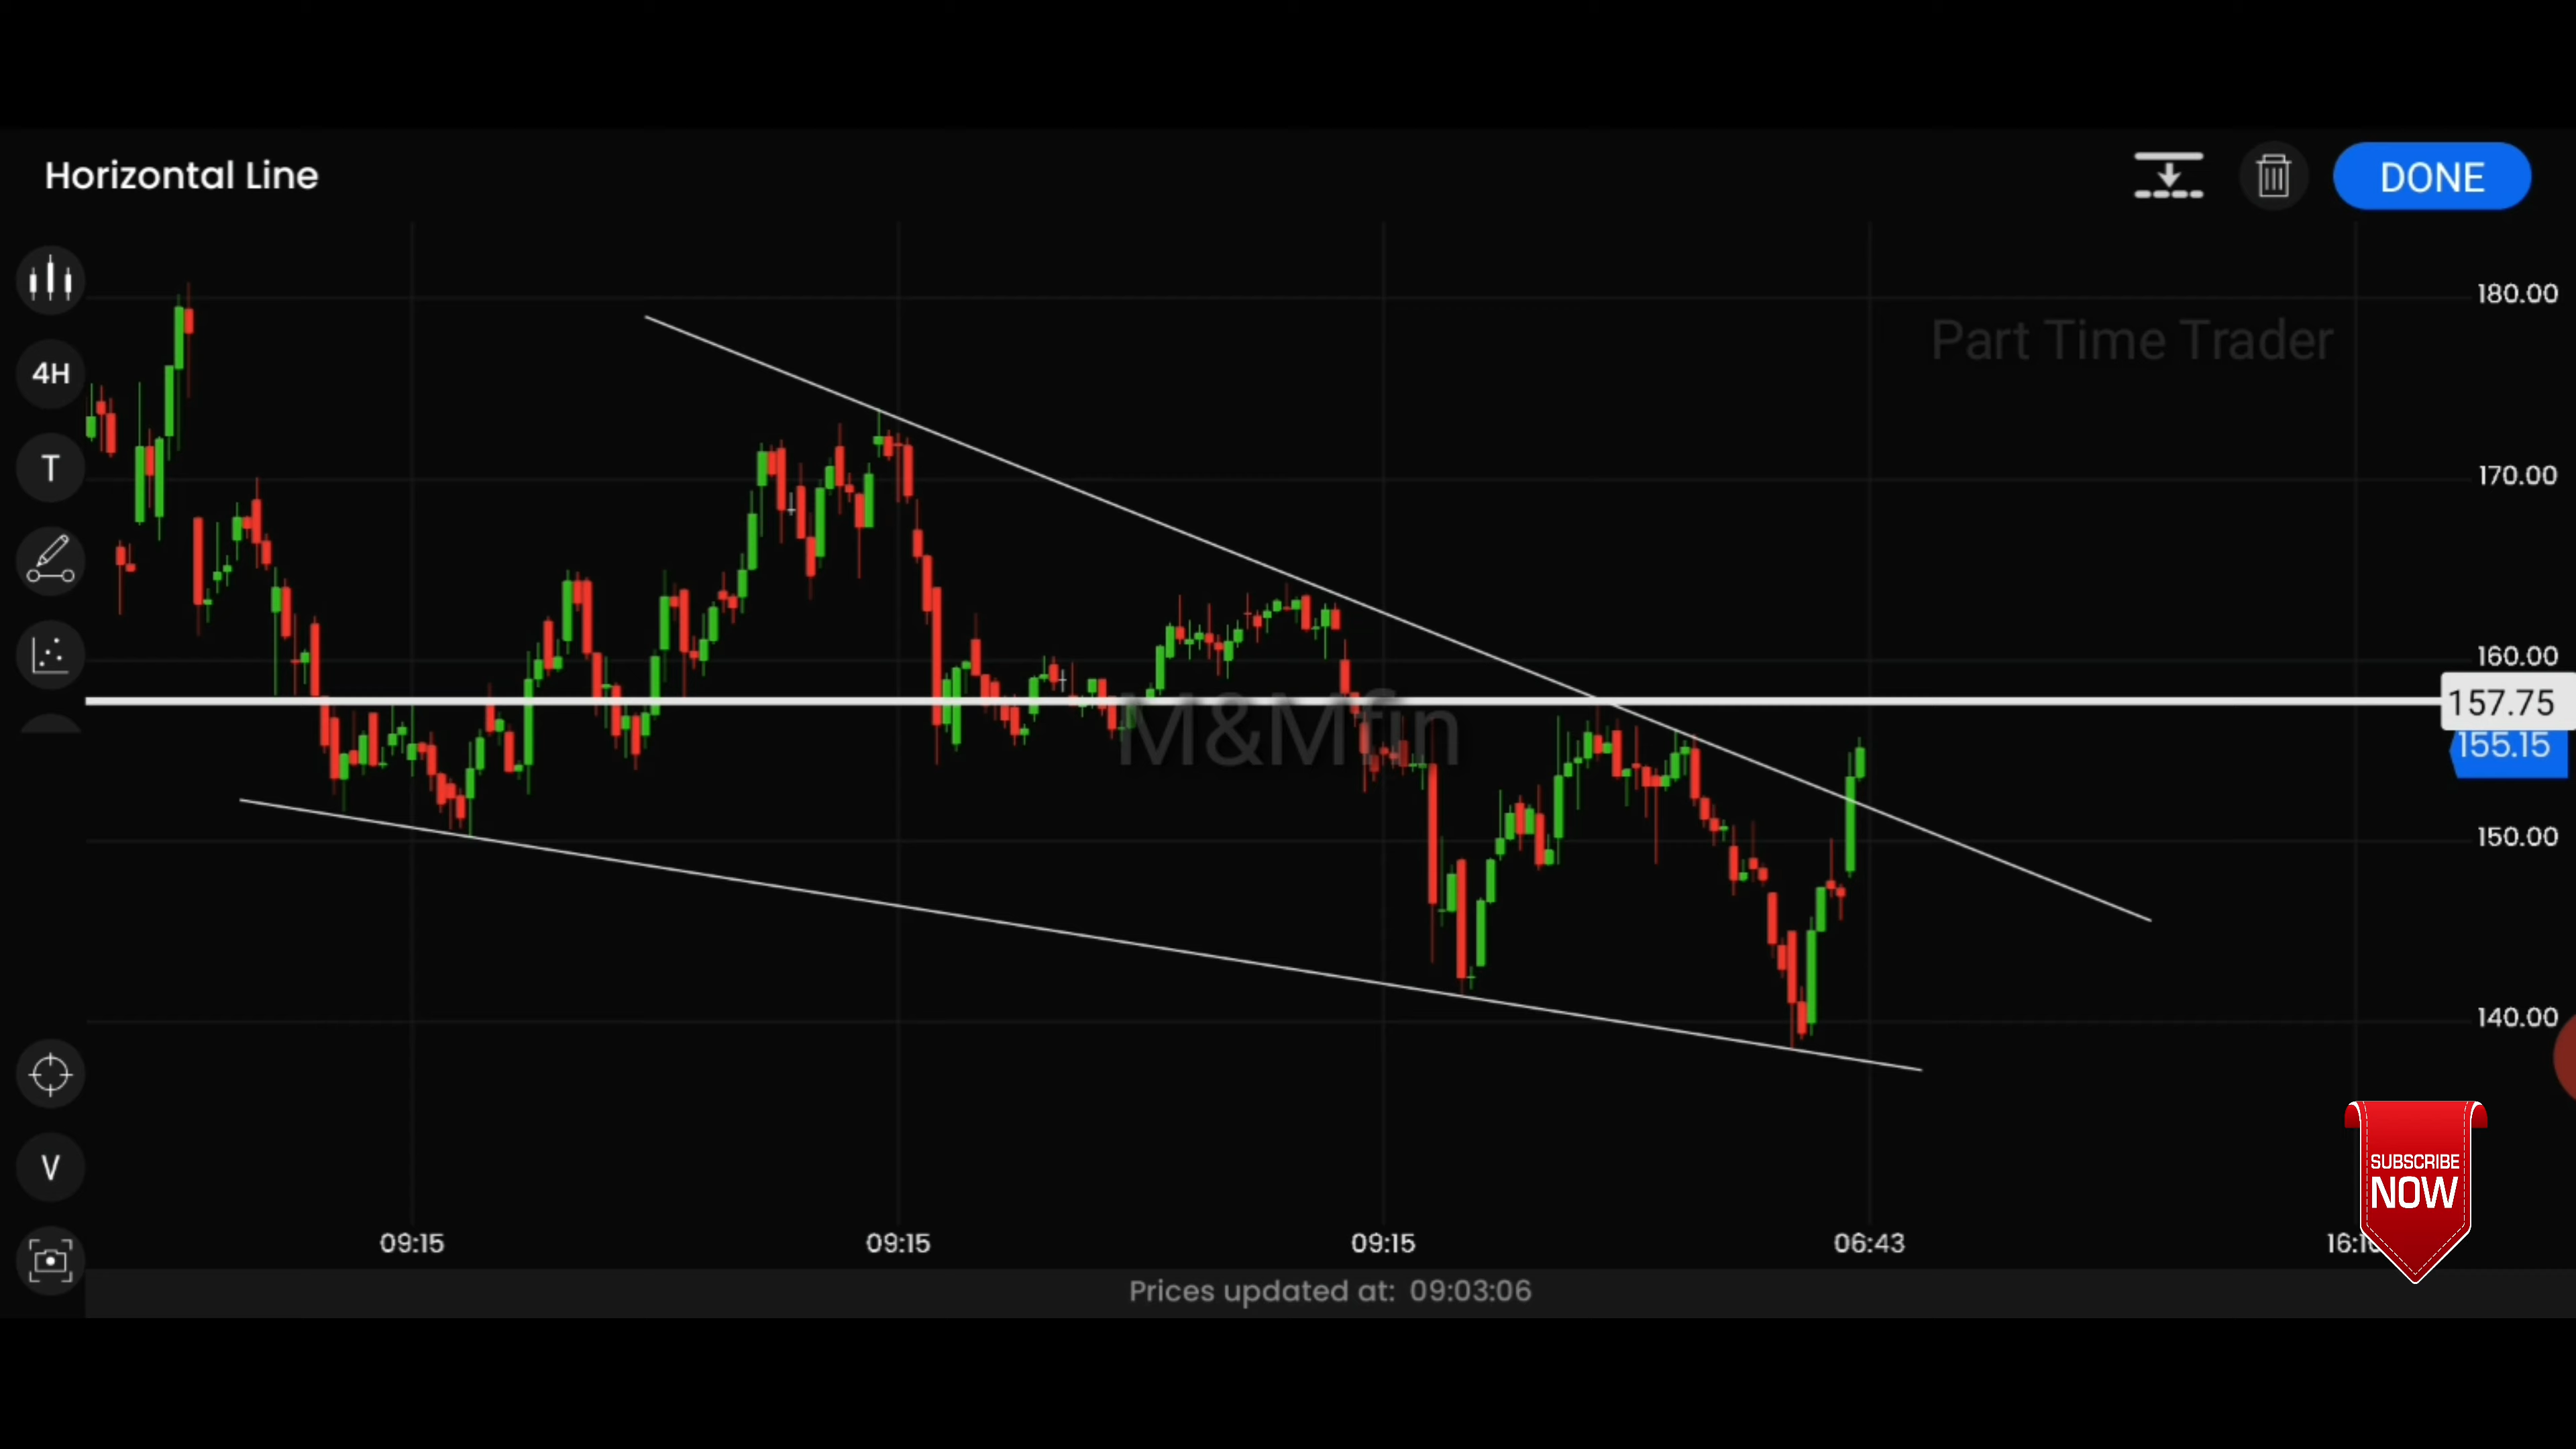 Horizontal Line
DONE
180.00
Part Time Trader
4H
T
170.00
160.00
M&Mfin
157.75
155.15
150.00
140.00
SUBSCRIBE
NOW
V
09:15
09:15
09:15
06:43
Prices updated at: 09:03:06